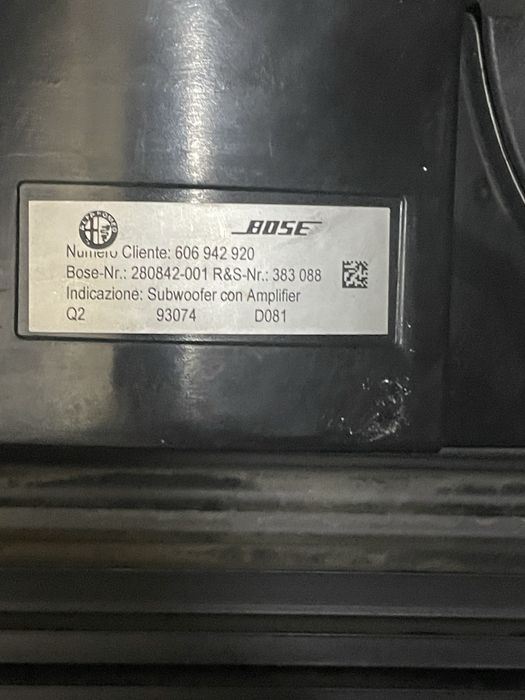 BOSE
Numero Cliente: 606 942 920
Bose-Nr.: 280842-001 R&S-Nr.: 383 088
Indicazione: Subwoofer con Amplifier
Q2 93074 D081